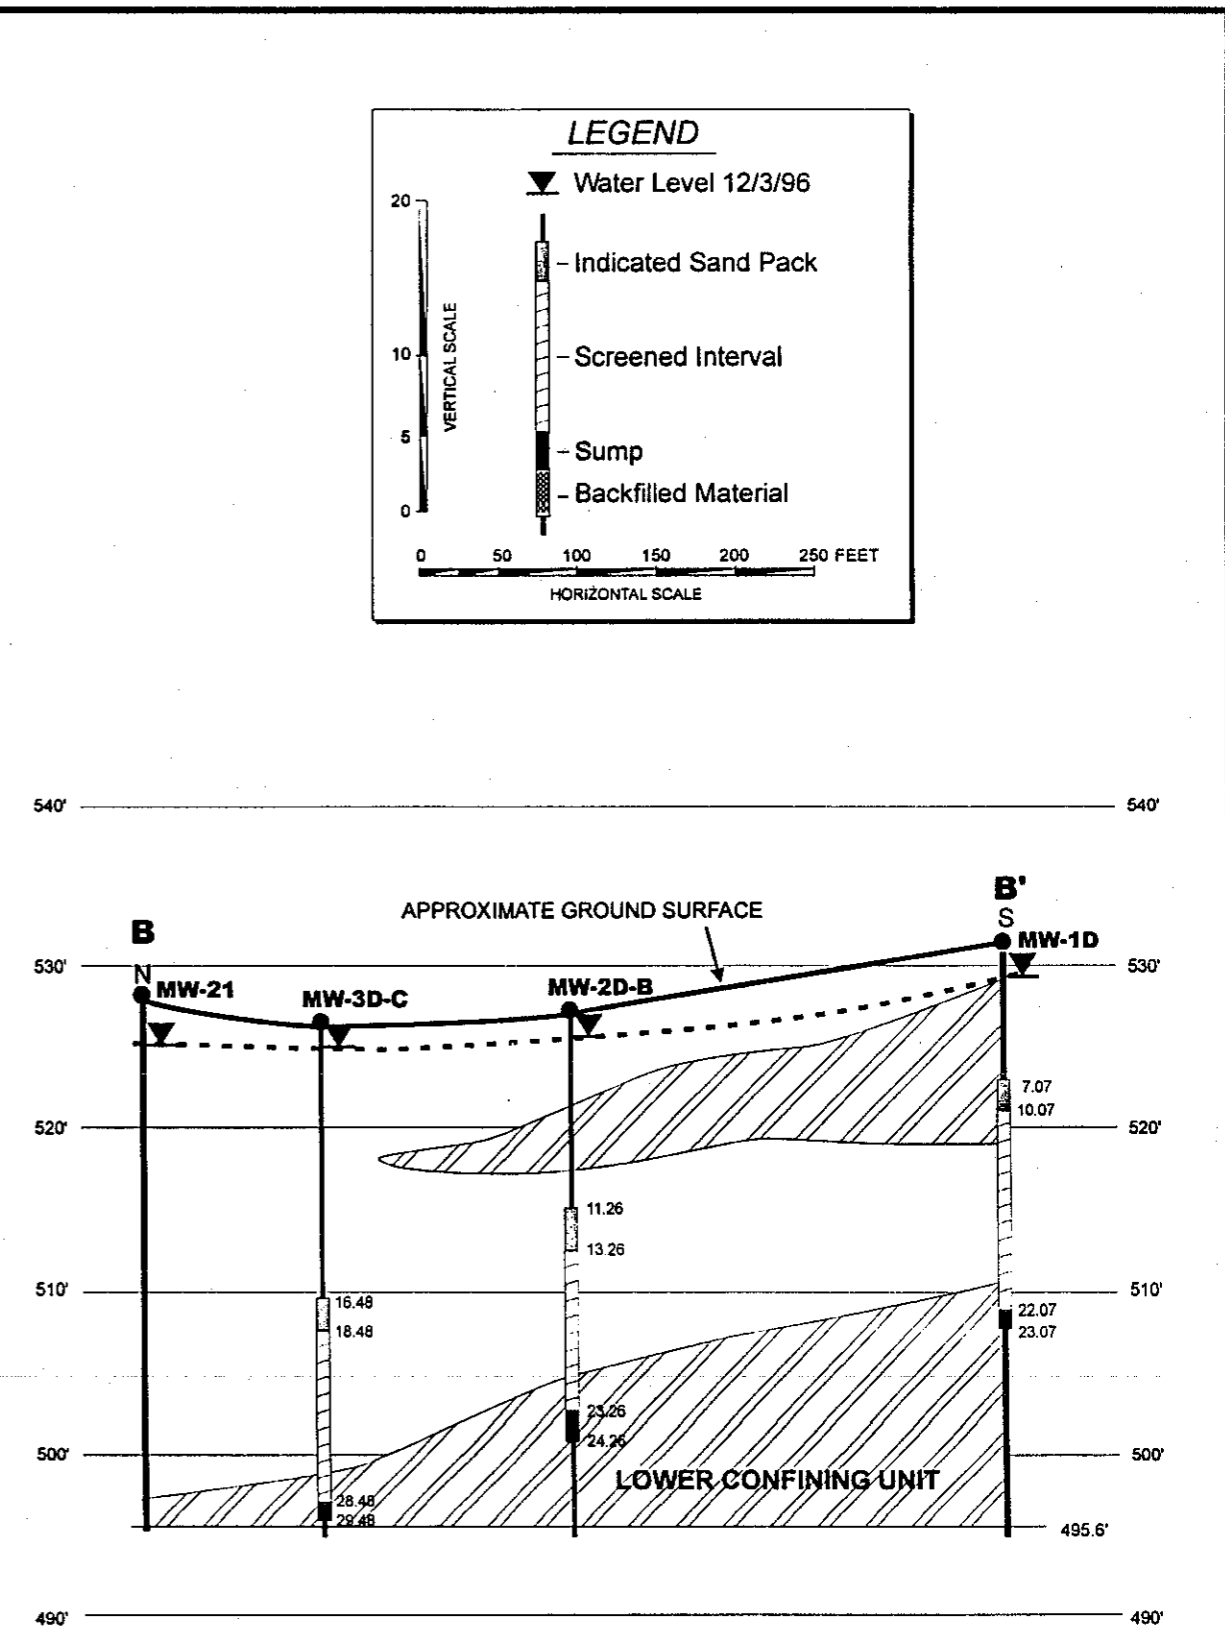 LEGEND
Water Level 12/3/96
20
Indicated Sand Pack
VERTICAL SCALE
10
Screened Interval
5
Sump
Backfilled Material
0
0 50 100 150 200 250 FEET
HORIZONTAL SCALE
540' 540'
B'
S
APPROXIMATE GROUND SURFACE
B
N
MW-1D
530' 530'
MW-21
MW-3D-C
MW-2D-B
7.07
10.07
520' 520'
11.26
13.26
510' 510'
16.48
18.48
22.07
23.07
23.26
24.26
500' 500'
LOWER CONFINING UNIT
28.48
29.48
495.6'
490' 490'